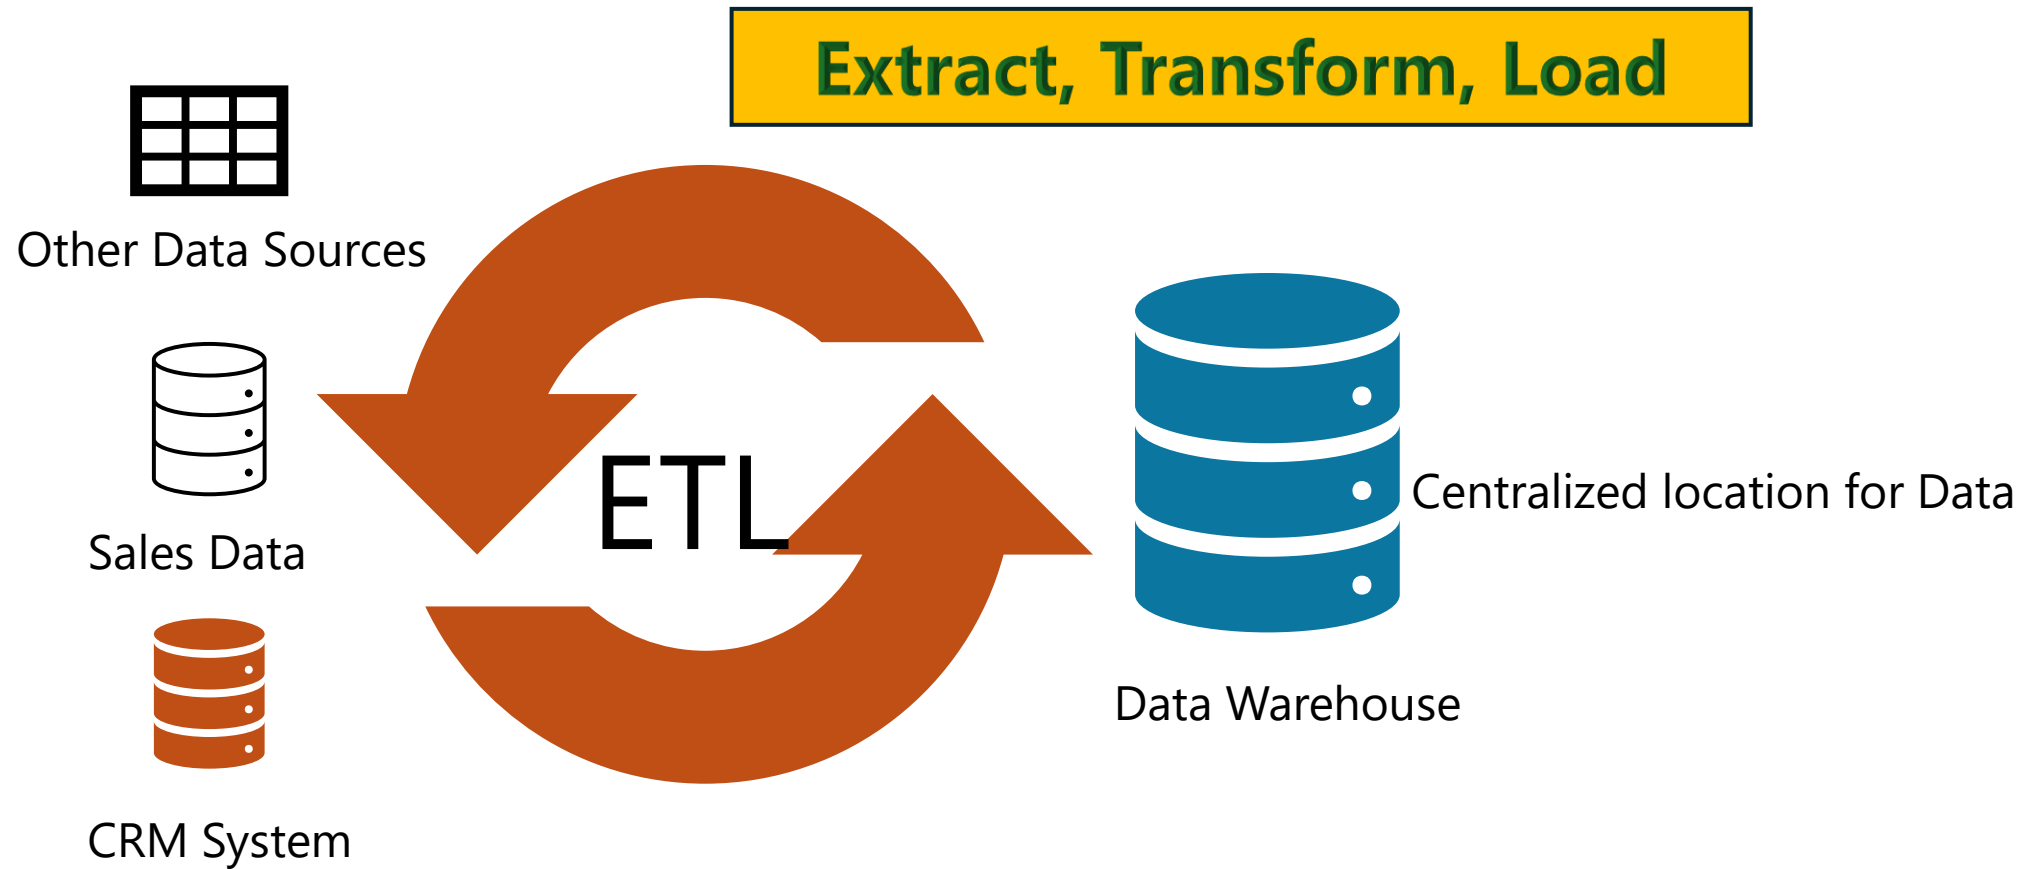 Extract, Transform, Load
Other Data Sources
Sales Data
CRM System
ETL
Centralized location for Data
Data Warehouse